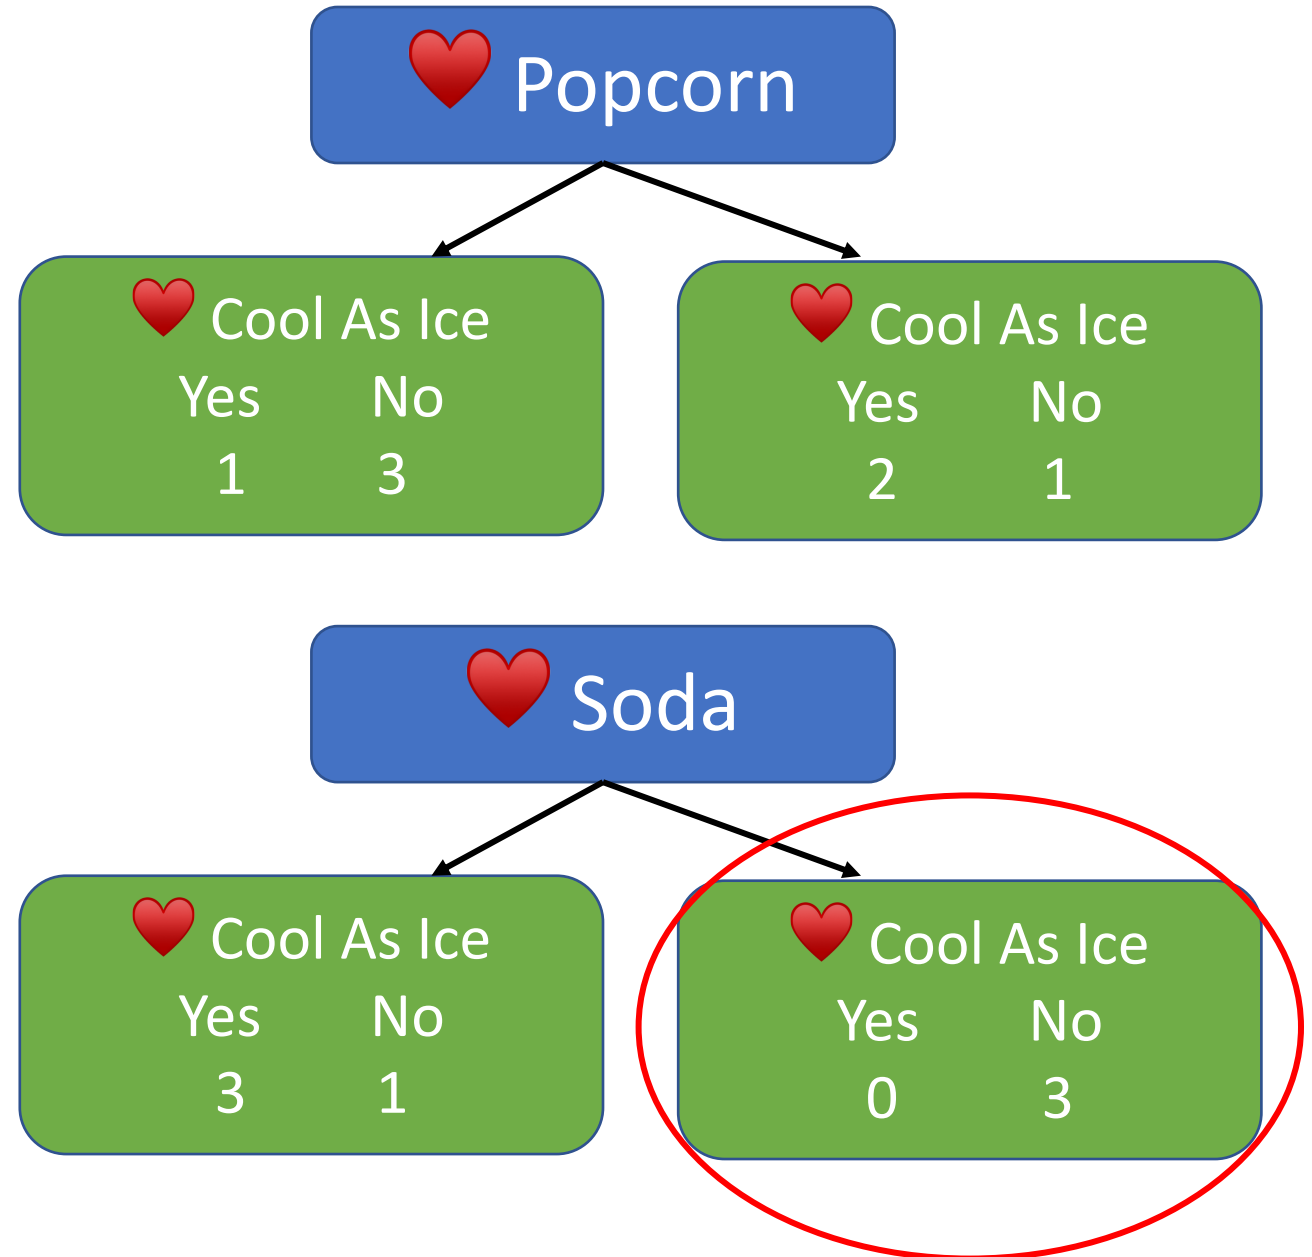 Popcorn
Cool As Ice
Yes No
1 3
Cool As Ice
Yes No
2 1
Soda
Cool As Ice
Yes No
3 1
Cool As Ice
Yes No
0 3